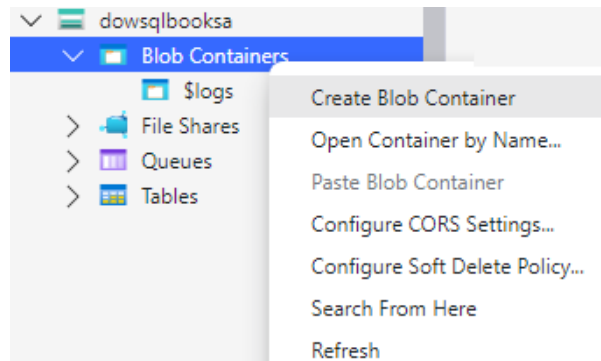 dowsqlbooksa
Blob Containers
$logs
File Shares
Queues
Tables
Create Blob Container
Open Container by Name...
Paste Blob Container
Configure CORS Settings...
Configure Soft Delete Policy...
Search From Here
Refresh